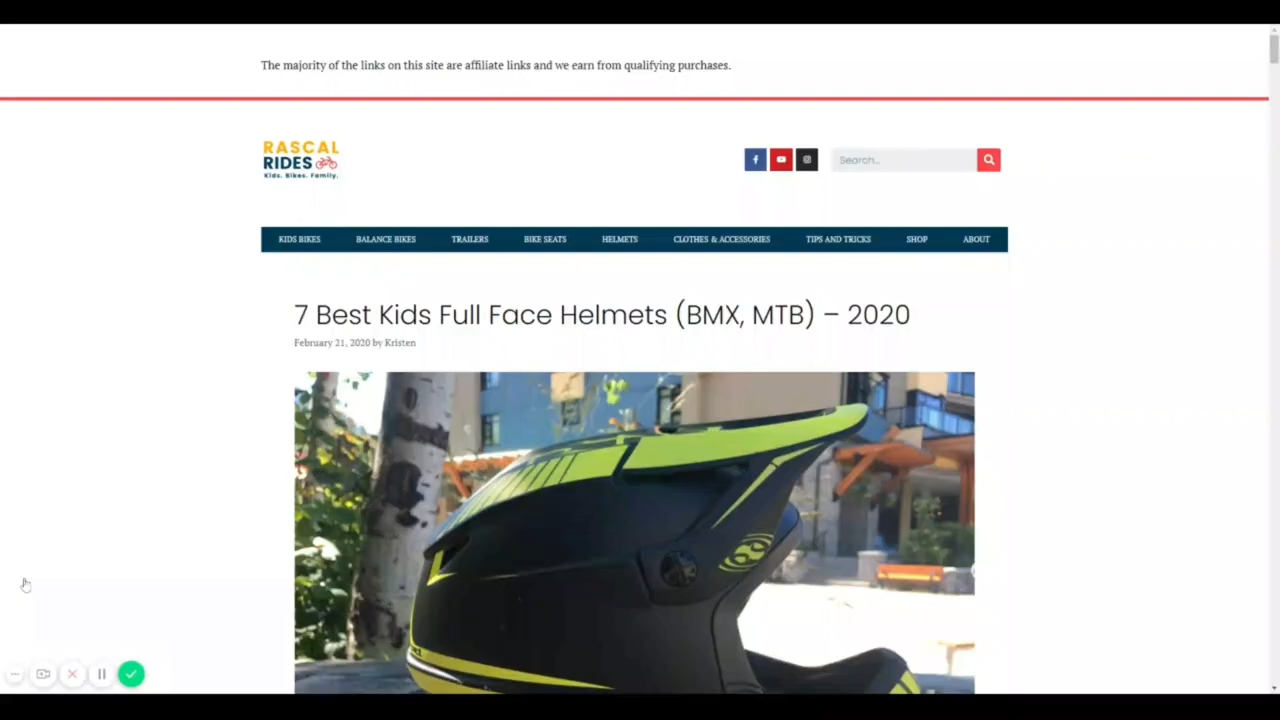 The majority of the links on this site are affiliate links and we earn from qualifying purchases.
RASCAL
RIDES
Kids. Bikes. Family.
Search...
KIDS BIKES BALANCE BIKES TRAILERS BIKE SEATS HELMETS CLOTHES & ACCESSORIES TIPS AND TRICKS SHOP ABOUT
7 Best Kids Full Face Helmets (BMX, MTB) – 2020
February 21, 2020 by Kristen